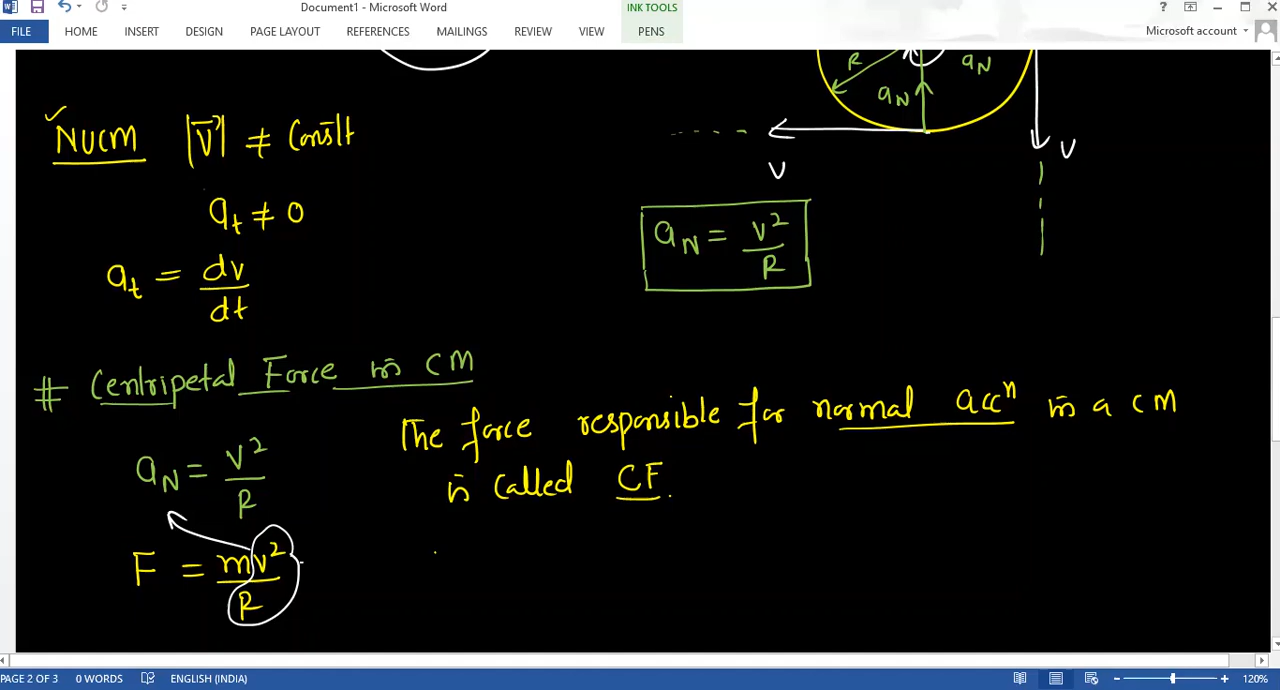 Document1 - Microsoft Word
INK TOOLS
FILE HOME INSERT DESIGN PAGE LAYOUT REFERENCES MAILINGS REVIEW VIEW PENS
Microsoft account
R
aN
aN
NUCM |V| ≠ Conslt
V
V
at ≠ 0
aN = v²/R
at = dv/dt
# Centripetal Force in CM
The force responsible for normal accⁿ in a CM
is called CF.
aN = v²/R
F = mv²/R
PAGE 2 OF 3 0 WORDS ENGLISH (INDIA) 120%